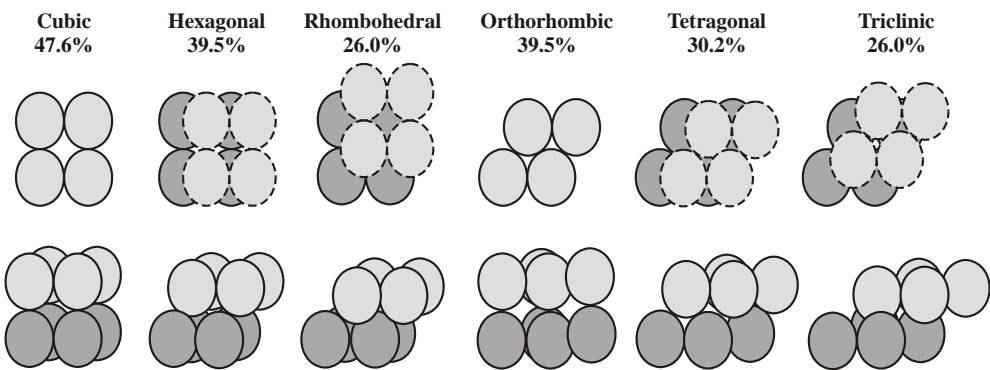 Cubic Hexagonal Rhombohedral Orthorhombic Tetragonal Triclinic
47.6% 39.5% 26.0% 39.5% 30.2% 26.0%